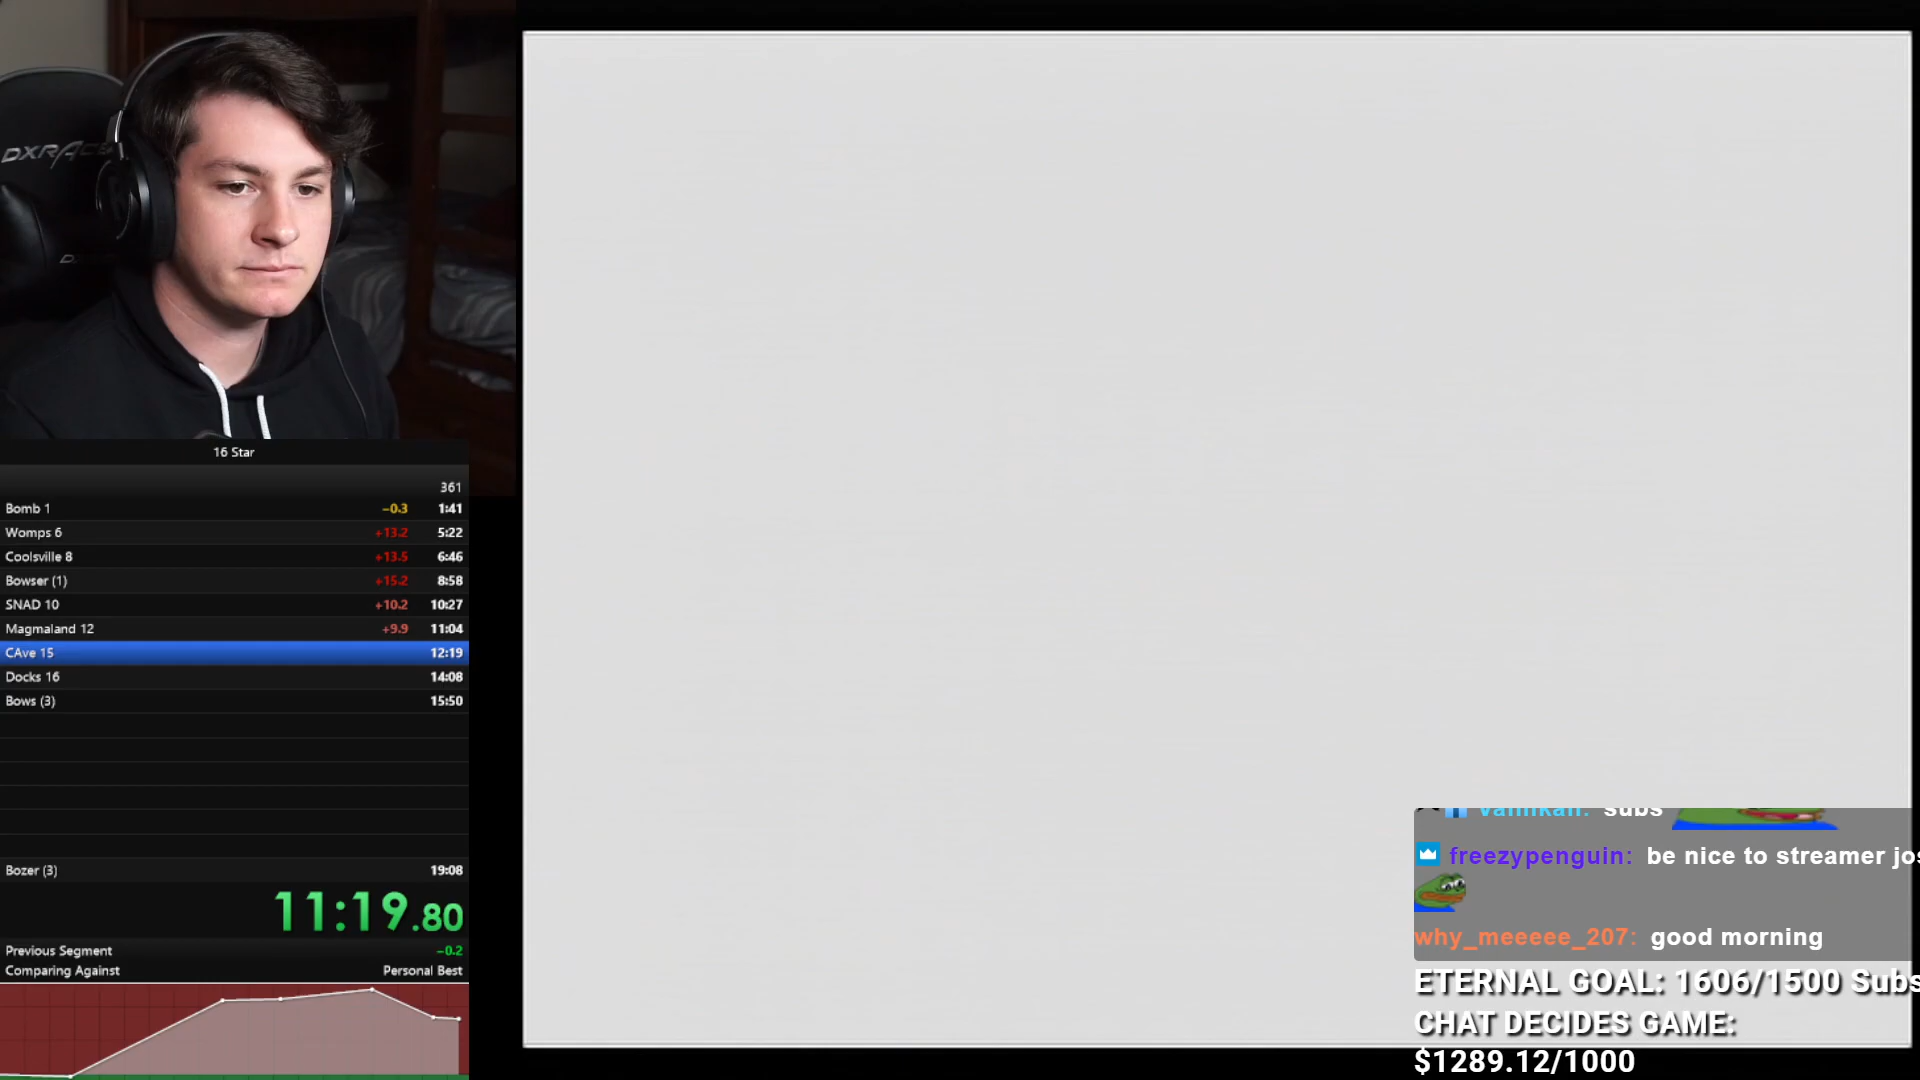 DXRACE
16 Star
361
Bomb 1 −0.3 1:41
Womps 6 +13.2 5:22
Coolsville 8 +13.5 6:46
Bowser (1) +15.2 8:58
SNAD 10 +10.2 10:27
Magmaland 12 +9.9 11:04
CAve 15 12:19
Docks 16 14:08
Bows (3) 15:50
Bozer (3) 19:08
11:19.80
Previous Segment −0.2
Comparing Against Personal Best
subs
freezypenguin: be nice to streamer jos
why_meeeee_207: good morning
ETERNAL GOAL: 1606/1500 Subs
CHAT DECIDES GAME:
$1289.12/1000